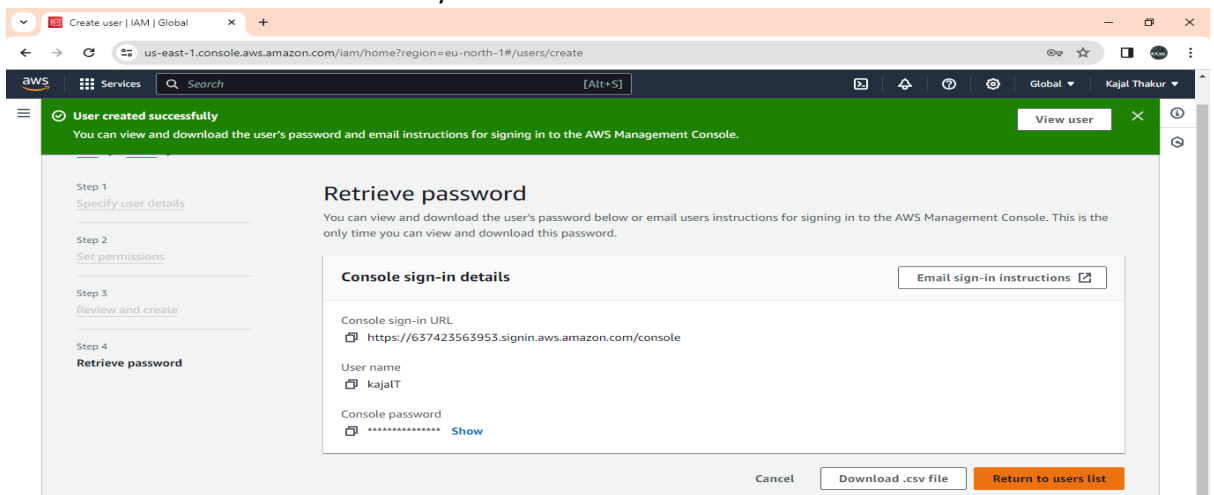 Create user | IAM | Global
us-east-1.console.aws.amazon.com/iam/home?region=eu-north-1#/users/create
aws
Services
Search
[Alt+S]
Global
Kajal Thakur
User created successfully
You can view and download the user's password and email instructions for signing in to the AWS Management Console.
View user
Step 1
Specify user details
Step 2
Set permissions
Step 3
Review and create
Step 4
Retrieve password
Retrieve password
You can view and download the user's password below or email users instructions for signing in to the AWS Management Console. This is the
only time you can view and download this password.
Console sign-in details
Email sign-in instructions
Console sign-in URL
https://637423563953.signin.aws.amazon.com/console
User name
kajalT
Console password
*************** Show
Cancel
Download .csv file
Return to users list